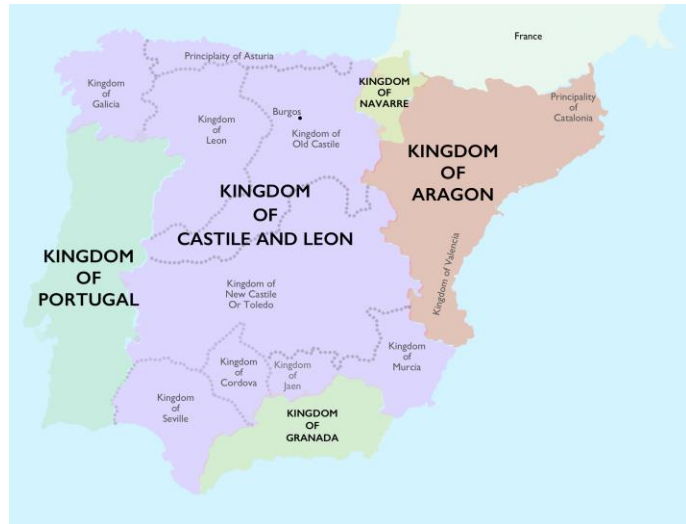 France
Principlaity of Asturia
Kingdom
of
Galicia
KINGDOM
OF
NAVARRE
Principality
of Catalonia
Burgos
Kingdom
of
Leon
Kingdom of
Old Castile
KINGDOM
OF
ARAGON
KINGDOM
OF
CASTILE AND LEON
KINGDOM
OF
PORTUGAL
Kingdom of Valencia
Kingdom of
New Castile
Or Toledo
Kingdom
of
Murcia
Kingdom
of
Cordova
Kingdom
of
Jaen
Kingdom
of
Seville
KINGDOM
OF
GRANADA